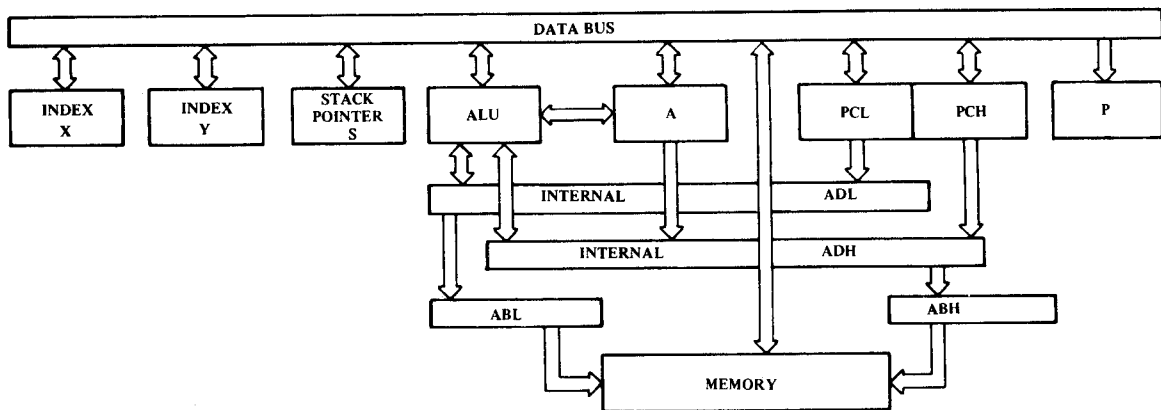 DATA BUS
INDEX
X
INDEX
Y
STACK
POINTER
S
ALU
A
PCL
PCH
P
INTERNAL ADL
INTERNAL ADH
ABL
ABH
MEMORY